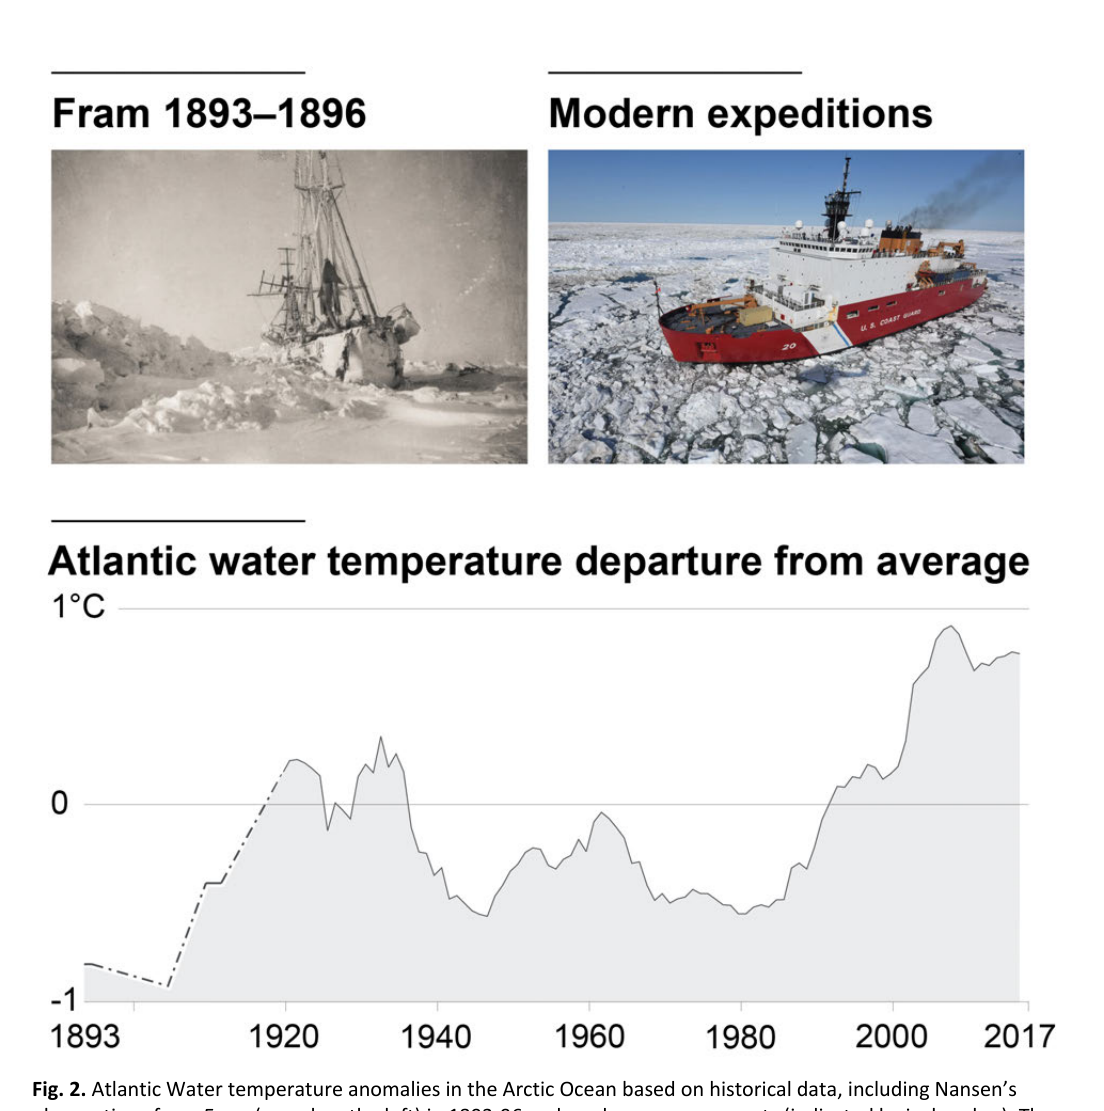 Fram 1893–1896
Modern expeditions
U. S. COAST GUARD
20
Atlantic water temperature departure from average
1°C
0
-1
1893 1920 1940 1960 1980 2000 2017
Fig. 2. Atlantic Water temperature anomalies in the Arctic Ocean based on historical data, including Nansen’s